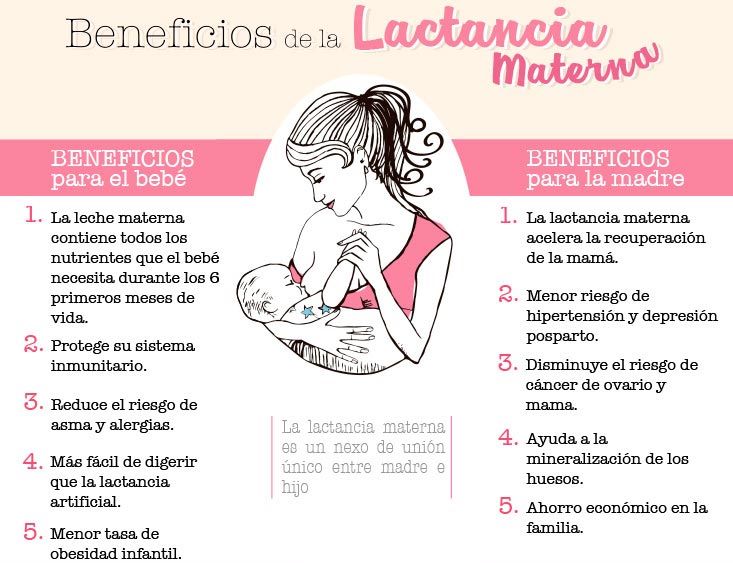 Beneficios de la Lactancia
Materna
BENEFICIOS
para el bebé
1. La leche materna
contiene todos los
nutrientes que el bebé
necesita durante los 6
primeros meses de
vida.
2. Protege su sistema
inmunitario.
3. Reduce el riesgo de
asma y alergias.
4. Más fácil de digerir
que la lactancia
artificial.
5. Menor tasa de
obesidad infantil.
La lactancia materna
es un nexo de unión
único entre madre e
hijo
BENEFICIOS
para la madre
1. La lactancia materna
acelera la recuperación
de la mamá.
2. Menor riesgo de
hipertensión y depresión
posparto.
3. Disminuye el riesgo de
cáncer de ovario y
mama.
4. Ayuda a la
mineralización de los
huesos.
5. Ahorro económico en la
familia.